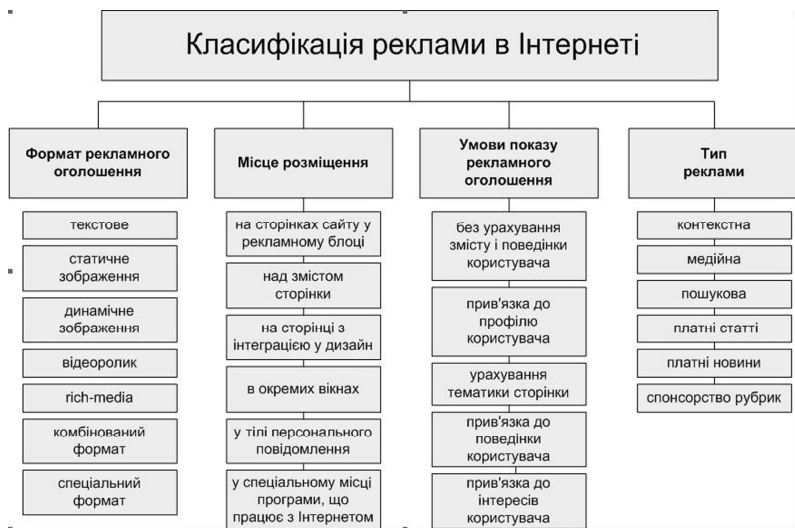 Класифікація реклами в Інтернеті
Формат рекламного
оголошення
текстове
статичне
зображення
динамічне
зображення
відеоролик
rich-media
комбінований
формат
спеціальний
формат
Місце розміщення
на сторінках сайту у
рекламному блоці
над змістом
сторінки
на сторінці з
інтеграцією у дизайн
в окремих вікнах
у тілі персонального
повідомлення
у спеціальному місці
програми, що
працює з Інтернетом
Умови показу
рекламного
оголошення
без урахування
змісту і поведінки
користувача
прив'язка до
профілю
користувача
урахування
тематики сторінки
прив'язка до
поведінки
користувача
прив'язка до
інтересів
користувача
Тип
реклами
контекстна
медійна
пошукова
платні статті
платні новини
спонсорство рубрик